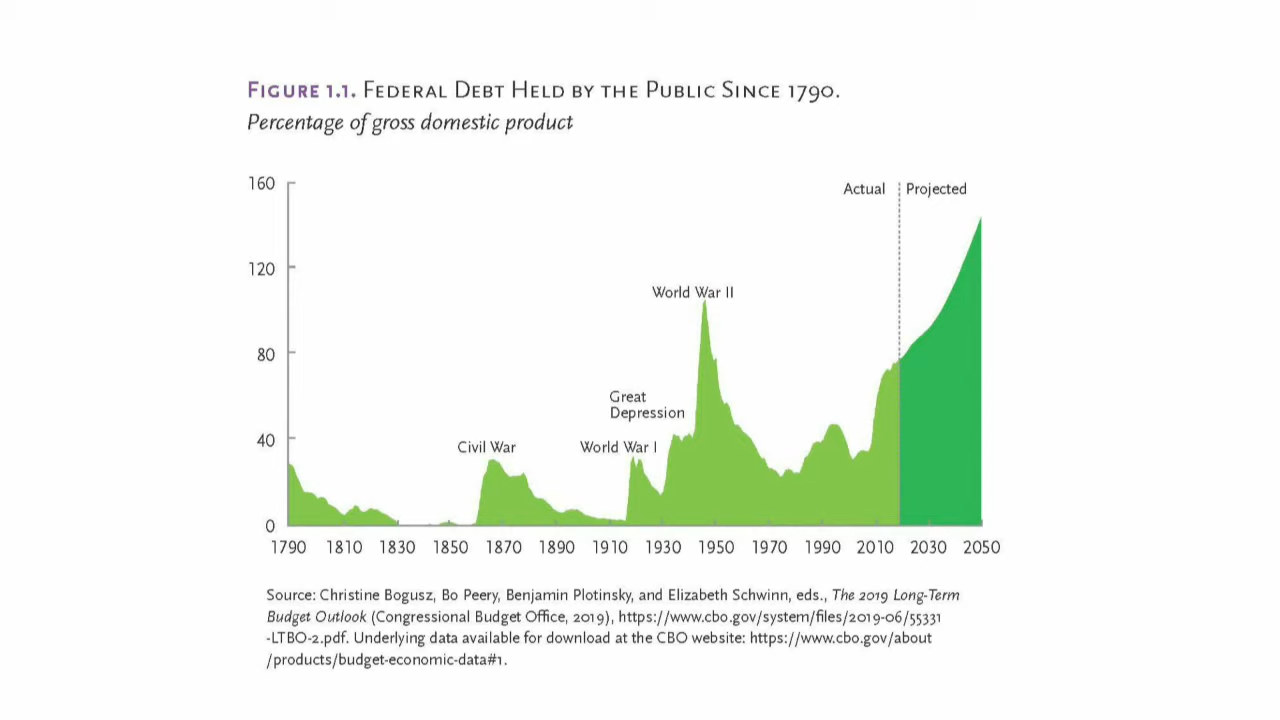 FIGURE 1.1. FEDERAL DEBT HELD BY THE PUBLIC SINCE 1790.
Percentage of gross domestic product
160
Actual
Projected
120
World War II
80
Great
Depression
40
Civil War
World War I
0
1790 1810 1830 1850 1870 1890 1910 1930 1950 1970 1990 2010 2030 2050
Source: Christine Bogusz, Bo Peery, Benjamin Plotinsky, and Elizabeth Schwinn, eds., The 2019 Long-Term
Budget Outlook (Congressional Budget Office, 2019), https://www.cbo.gov/system/files/2019-06/55331
-LTBO-2.pdf. Underlying data available for download at the CBO website: https://www.cbo.gov/about
/products/budget-economic-data#1.